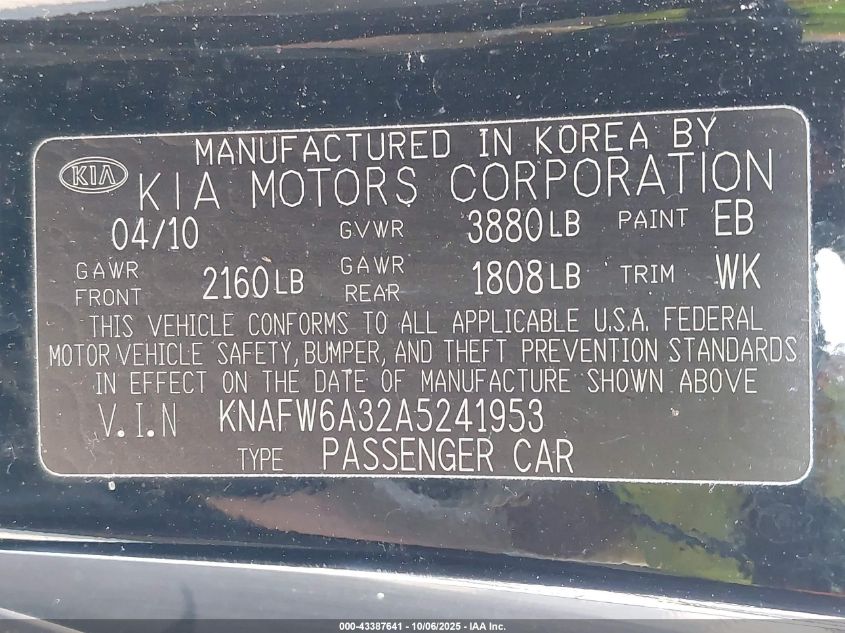 MANUFACTURED IN KOREA BY
KIA KIA MOTORS CORPORATION
04/10 GVWR 3880LB PAINT EB
GAWR FRONT 2160LB GAWR REAR 1808LB TRIM WK
THIS VEHICLE CONFORMS TO ALL APPLICABLE U.S.A. FEDERAL
MOTOR VEHICLE SAFETY, BUMPER, AND THEFT PREVENTION STANDARDS
IN EFFECT ON THE DATE OF MANUFACTURE SHOWN ABOVE
V.I.N KNAFW6A32A5241953
TYPE PASSENGER CAR
000-43387641 - 10/06/2025 - IAA Inc.